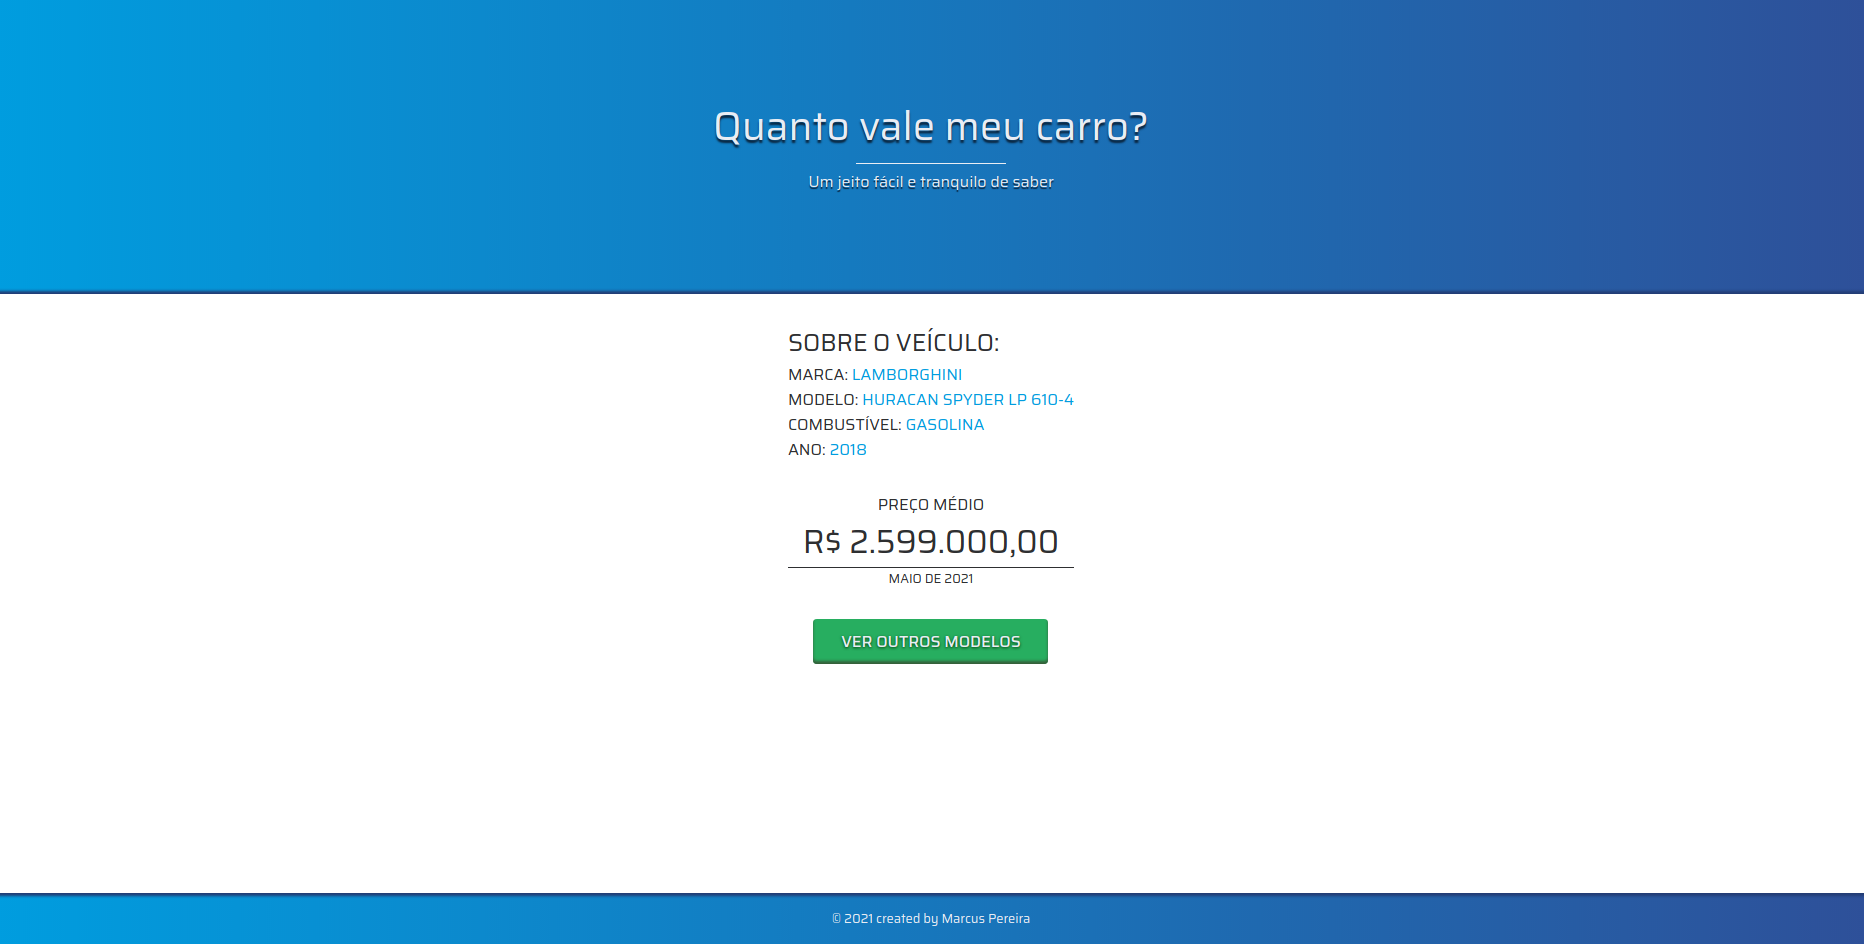 Quanto vale meu carro?
Um jeito fácil e tranquilo de saber
SOBRE O VEÍCULO:
MARCA: LAMBORGHINI
MODELO: HURACAN SPYDER LP 610-4
COMBUSTÍVEL: GASOLINA
ANO: 2018
PREÇO MÉDIO
R$ 2.599.000,00
MAIO DE 2021
VER OUTROS MODELOS
© 2021 created by Marcus Pereira